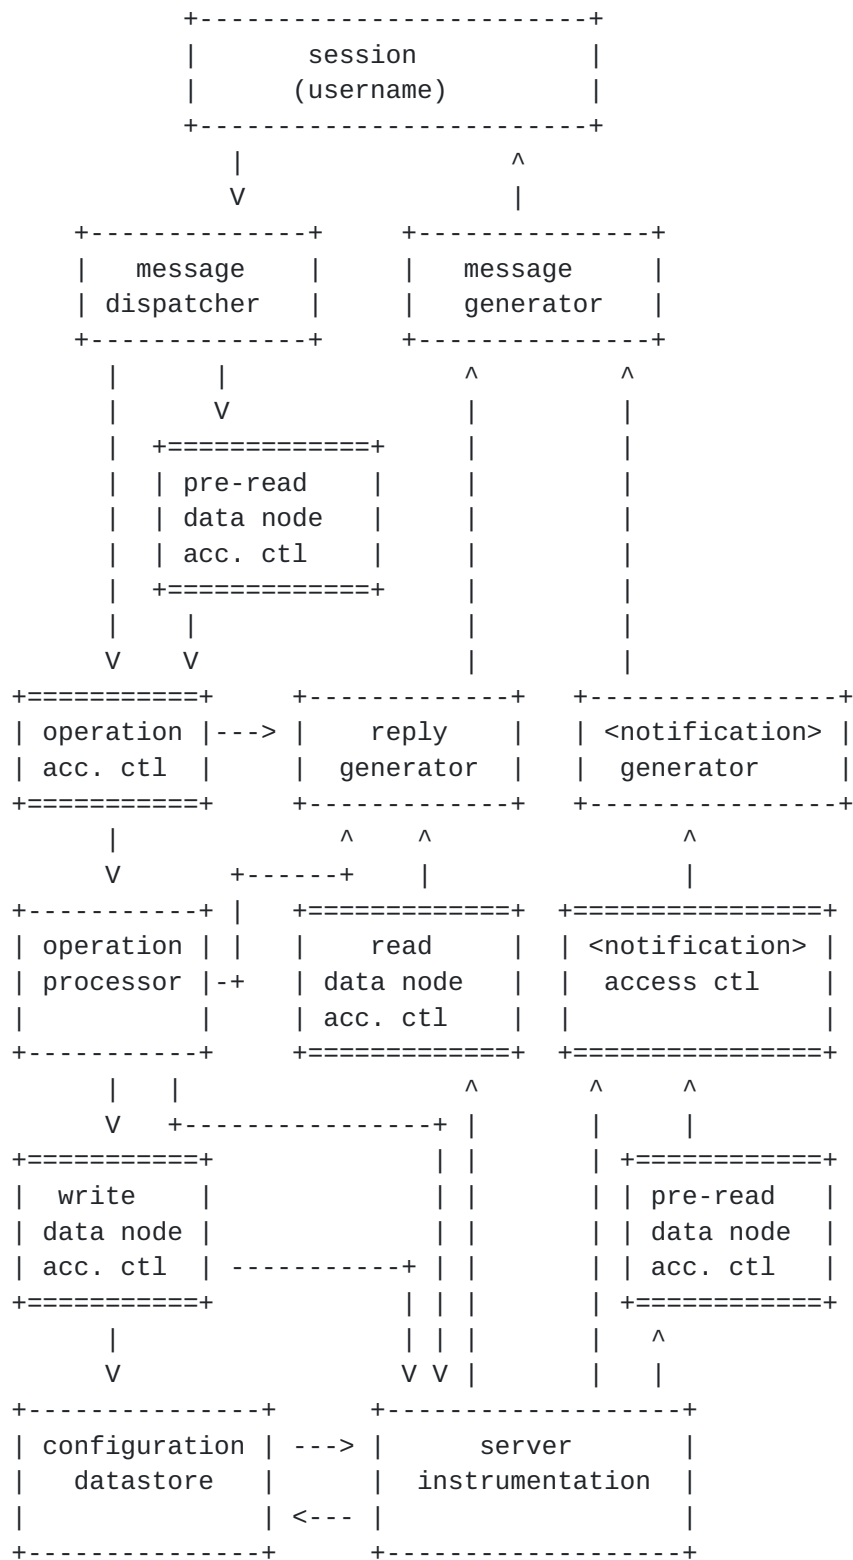 +-------------------------+
                       |       session           |
                       |      (username)         |
                       +-------------------------+
                          |                 ^
                          V                 |
                +--------------+     +---------------+
                |   message    |     |   message     |
                | dispatcher   |     |   generator   |
                +--------------+     +---------------+
                  |      |               ^         ^
                  |      V               |         |
                  |  +=============+     |         |
                  |  | pre-read    |     |         |
                  |  | data node   |     |         |
                  |  | acc. ctl    |     |         |
                  |  +=============+     |         |
                  |    |                 |         |
                  V    V                 |         |
            +===========+     +-------------+   +----------------+
            | operation |---> |    reply    |   | <notification> |
            | acc. ctl  |     |  generator  |   |  generator     |
            +===========+     +-------------+   +----------------+
                  |              ^    ^                ^
                  V       +------+    |                |
            +-----------+ |   +=============+  +================+
            | operation | |   |    read     |  | <notification> |
            | processor |-+   | data node   |  |  access ctl    |
            |           |     | acc. ctl    |  |                |
            +-----------+     +=============+  +================+
                  |   |                  ^       ^     ^
                  V   +----------------+ |       |     |
            +===========+              | |       | +============+
            |  write    |              | |       | | pre-read   |
            | data node |              | |       | | data node  |
            | acc. ctl  | -----------+ | |       | | acc. ctl   |
            +===========+            | | |       | +============+
                  |                  | | |       |   ^
                  V                  V V |       |   |
            +---------------+      +-------------------+
            | configuration | ---> |      server       |
            |   datastore   |      |  instrumentation  |
            |               | <--- |                   |
            +---------------+      +-------------------+